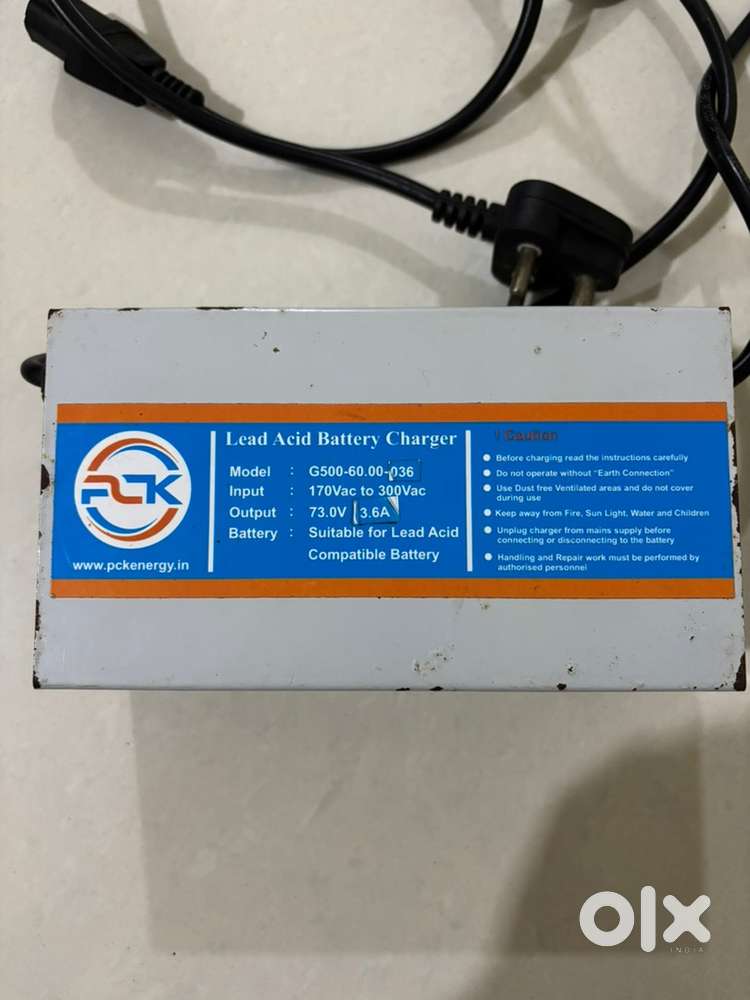 PCK
www.pckenergy.in
Lead Acid Battery Charger
Model : G500-60.00-036
Input : 170Vac to 300Vac
Output : 73.0V 3.6A
Battery : Suitable for Lead Acid
Compatible Battery
! Caution
● Before charging read the instructions carefully
● Do not operate without "Earth Connection"
● Use Dust free Ventilated areas and do not cover
during use
● Keep away from Fire, Sun Light, Water and Children
● Unplug charger from mains supply before
connecting or disconnecting to the battery
● Handling and Repair work must be performed by
authorised personnel
olx
INDIA